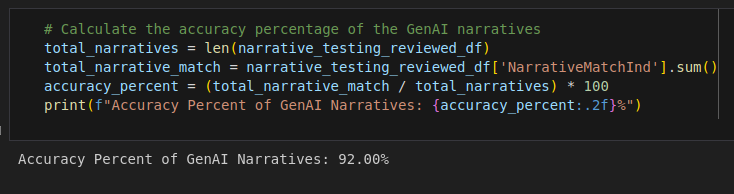 # Calculate the accuracy percentage of the GenAI narratives
total_narratives = len(narrative_testing_reviewed_df)
total_narrative_match = narrative_testing_reviewed_df['NarrativeMatchInd'].sum()
accuracy_percent = (total_narrative_match / total_narratives) * 100
print(f"Accuracy Percent of GenAI Narratives: {accuracy_percent:.2f}%")
Accuracy Percent of GenAI Narratives: 92.00%